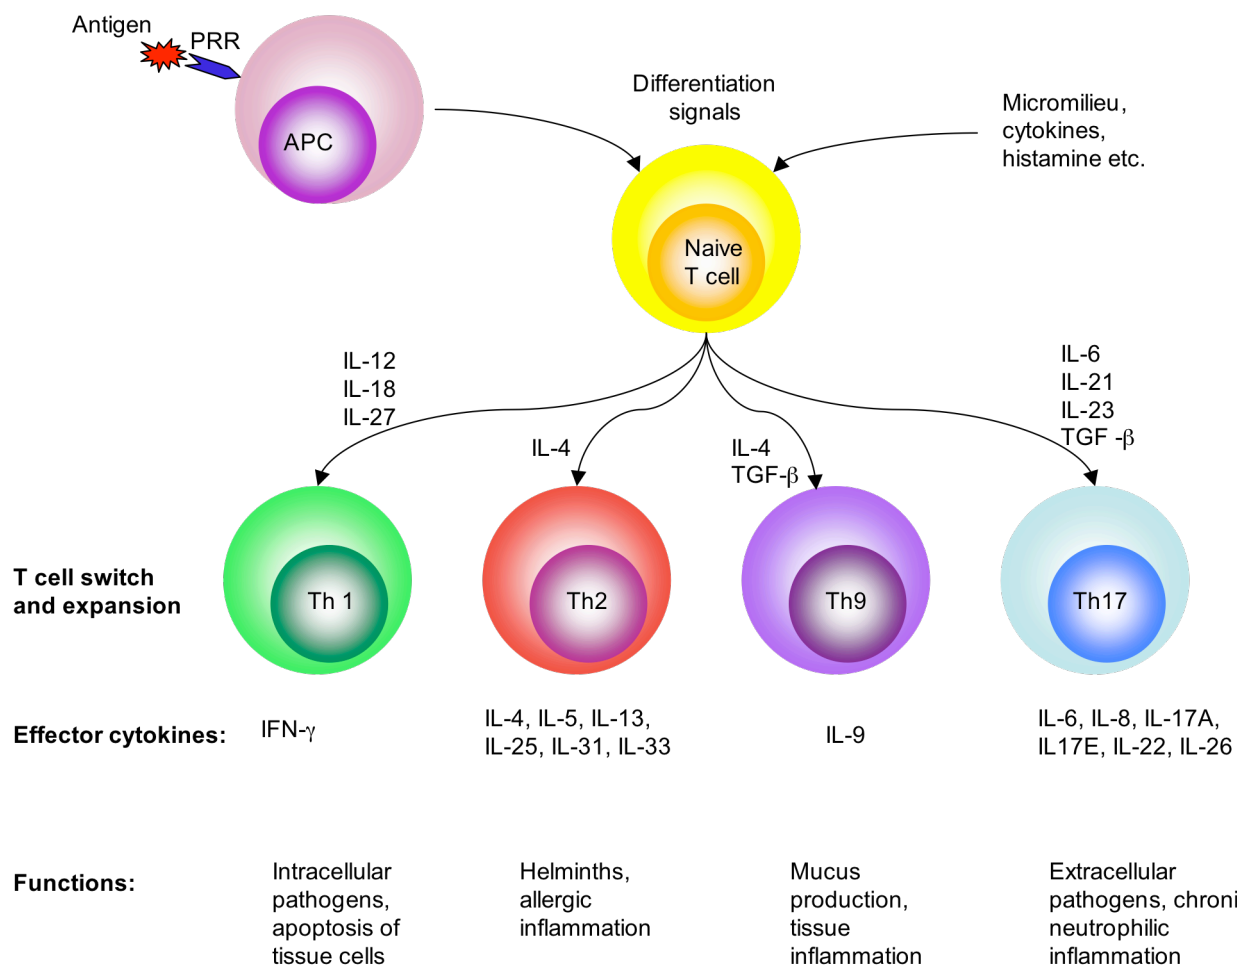 Antigen
PRR
APC
Differentiation
signals
Micromilieu,
cytokines,
histamine etc.
Naive
T cell
IL-12
IL-18
IL-27
IL-4
IL-4
TGF-β
IL-6
IL-21
IL-23
TGF -β
T cell switch
and expansion
Th 1
Th2
Th9
Th17
Effector cytokines:
IFN-γ
IL-4, IL-5, IL-13,
IL-25, IL-31, IL-33
IL-9
IL-6, IL-8, IL-17A,
IL17E, IL-22, IL-26
Functions:
Intracellular
pathogens,
apoptosis of
tissue cells
Helminths,
allergic
inflammation
Mucus
production,
tissue
inflammation
Extracellular
pathogens, chroni
neutrophilic
inflammation